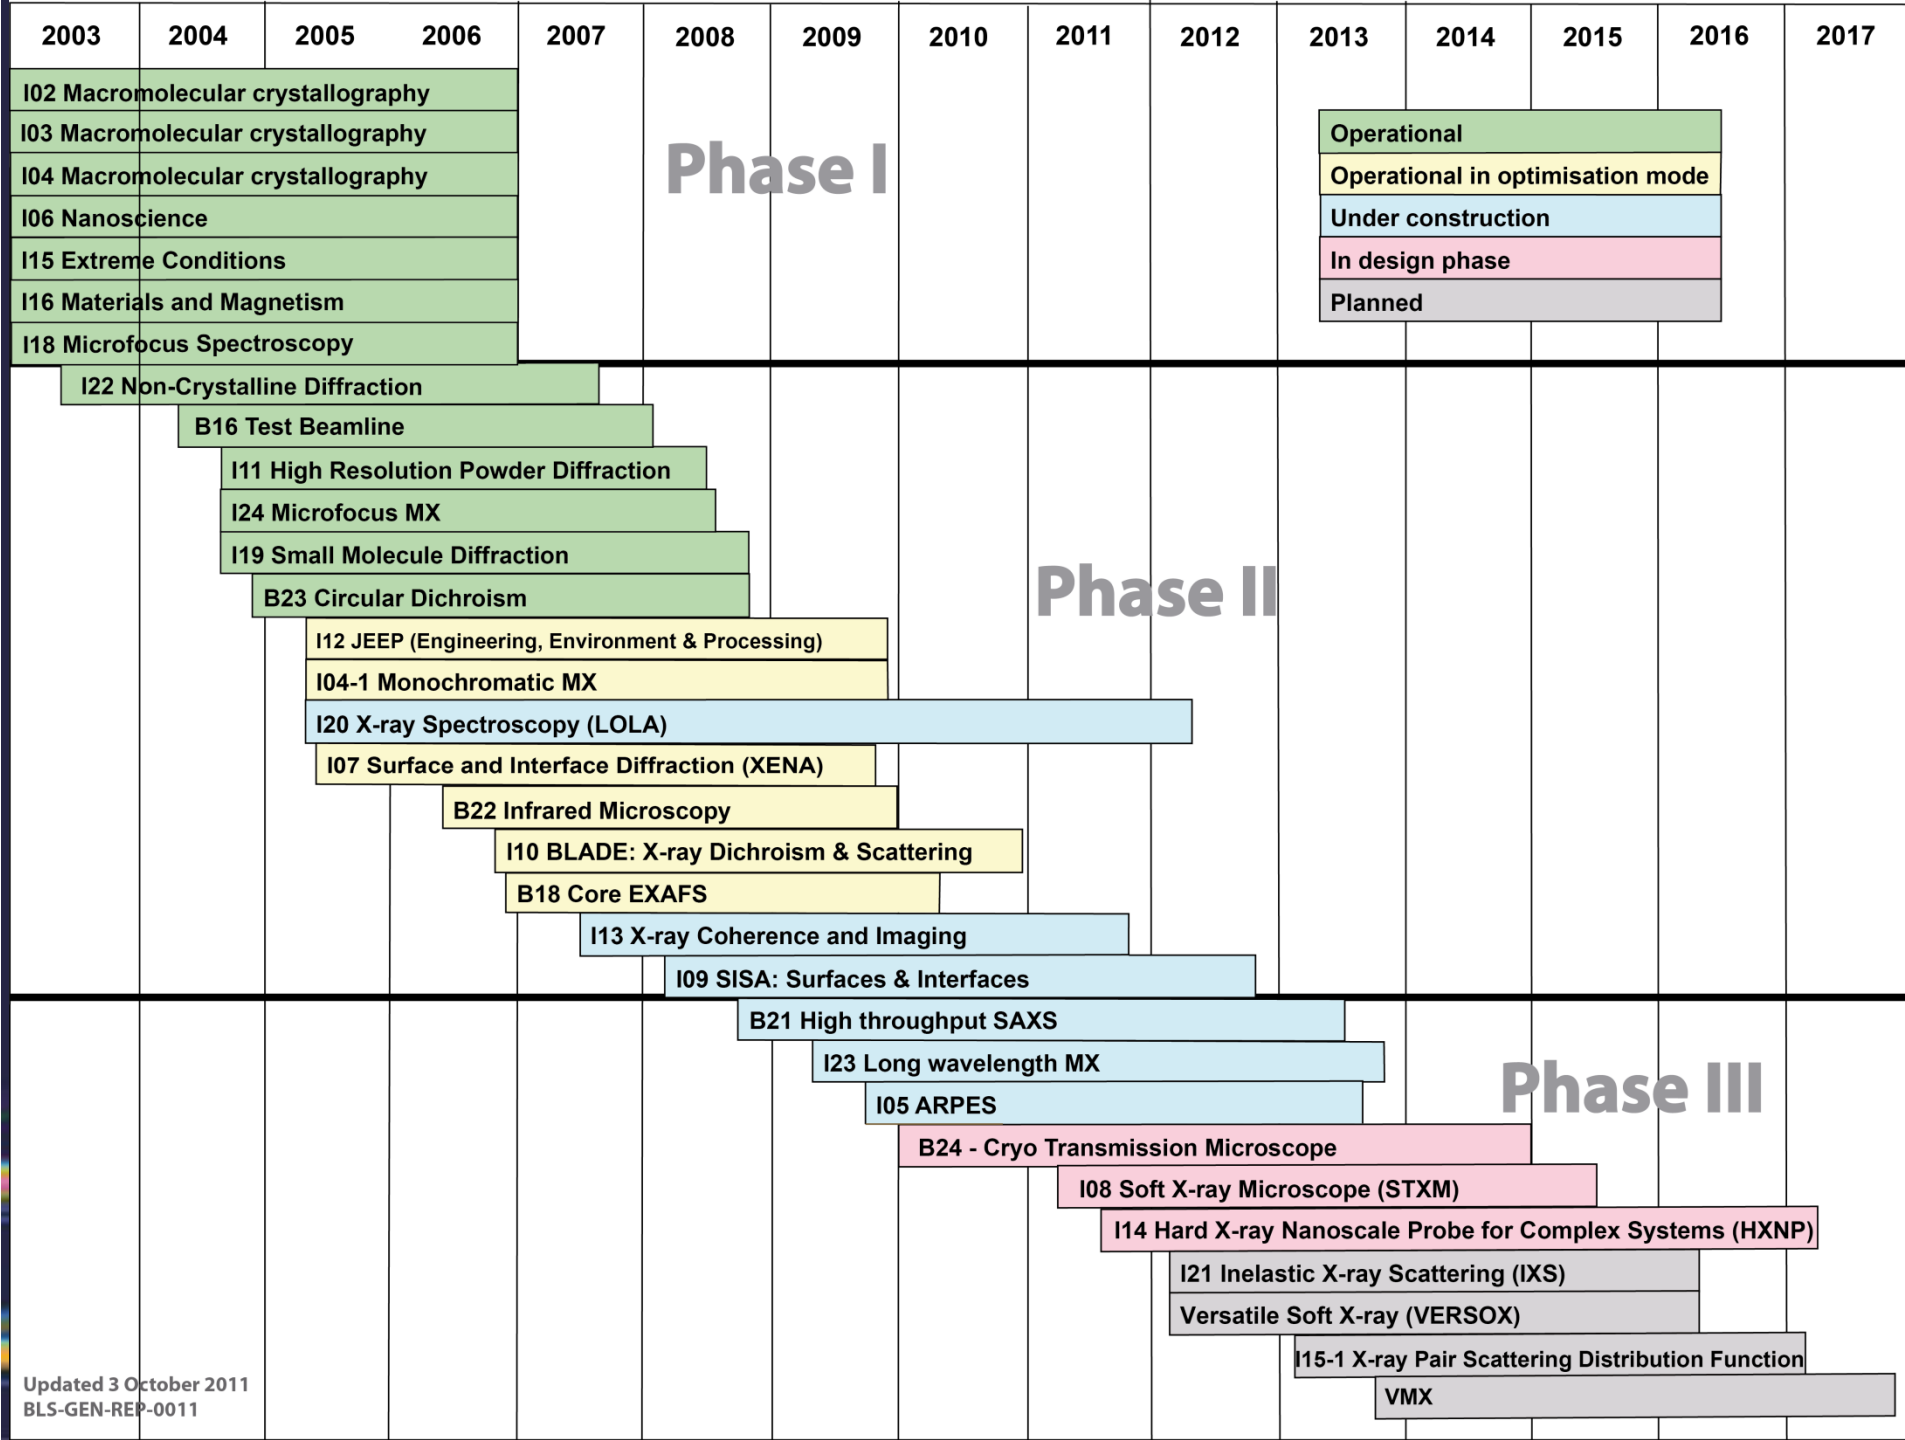 2003 2004 2005 2006 2007 2008 2009 2010 2011 2012 2013 2014 2015 2016 2017
I02 Macromolecular crystallography
I03 Macromolecular crystallography
I04 Macromolecular crystallography
I06 Nanoscience
I15 Extreme Conditions
I16 Materials and Magnetism
I18 Microfocus Spectroscopy
Phase I
Operational
Operational in optimisation mode
Under construction
In design phase
Planned
I22 Non-Crystalline Diffraction
B16 Test Beamline
I11 High Resolution Powder Diffraction
I24 Microfocus MX
I19 Small Molecule Diffraction
B23 Circular Dichroism
Phase II
I12 JEEP (Engineering, Environment & Processing)
I04-1 Monochromatic MX
I20 X-ray Spectroscopy (LOLA)
I07 Surface and Interface Diffraction (XENA)
B22 Infrared Microscopy
I10 BLADE: X-ray Dichroism & Scattering
B18 Core EXAFS
I13 X-ray Coherence and Imaging
I09 SISA: Surfaces & Interfaces
B21 High throughput SAXS
I23 Long wavelength MX
I05 ARPES
Phase III
B24 - Cryo Transmission Microscope
I08 Soft X-ray Microscope (STXM)
I14 Hard X-ray Nanoscale Probe for Complex Systems (HXNP)
I21 Inelastic X-ray Scattering (IXS)
Versatile Soft X-ray (VERSOX)
I15-1 X-ray Pair Scattering Distribution Function
VMX
Updated 3 October 2011
BLS-GEN-REP-0011